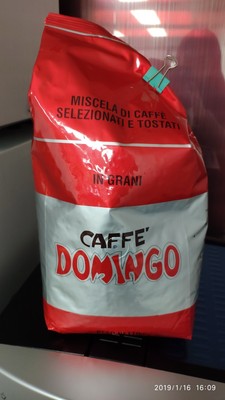 MISCELA DI CAFFE'
SELEZIONATI E TOSTATI
IN GRANI
CAFFE'
DOMINGO
2019/1/16 16:09